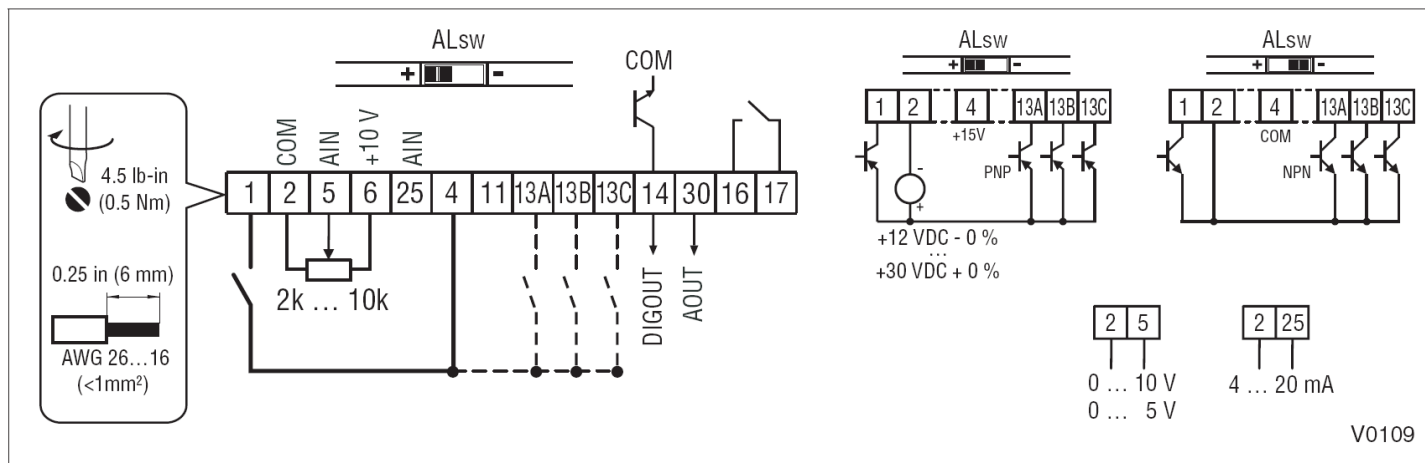 ALsw
+ -
COM
COM
AIN
+10 V
AIN
4.5 lb-in
(0.5 Nm)
1 2 5 6 25 4 11 13A 13B 13C 14 30 16 17
0.25 in (6 mm)
2k ... 10k
AWG 26...16
(<1mm²)
DIGOUT
AOUT
ALsw
+ -
1 2 4 13A 13B 13C
+15V
PNP
-
+
+12 VDC - 0 %
...
+30 VDC + 0 %
ALsw
+ -
1 2 4 13A 13B 13C
COM
NPN
2 5
0 ... 10 V
0 ... 5 V
2 25
4 ... 20 mA
V0109